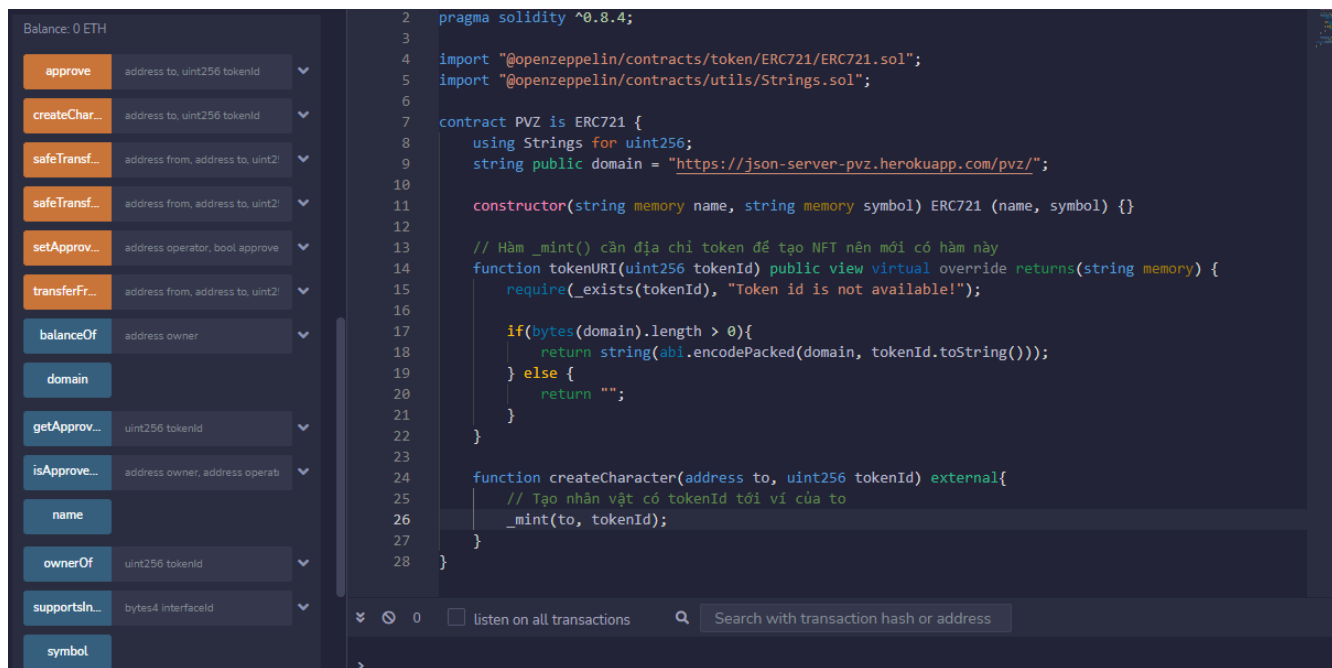 Balance: 0 ETH
approve address to, uint256 tokenId
createChar... address to, uint256 tokenId
safeTransf... address from, address to, uint2
safeTransf... address from, address to, uint2
setApprov... address operator, bool approve
transferFr... address from, address to, uint2
balanceOf address owner
domain
getApprov... uint256 tokenId
isApprove... address owner, address operat
name
ownerOf uint256 tokenId
supportsIn... bytes4 interfaceId
symbol
2 pragma solidity ^0.8.4;
3
4 import "@openzeppelin/contracts/token/ERC721/ERC721.sol";
5 import "@openzeppelin/contracts/utils/Strings.sol";
6
7 contract PVZ is ERC721 {
8 using Strings for uint256;
9 string public domain = "https://json-server-pvz.herokuapp.com/pvz/";
10
11 constructor(string memory name, string memory symbol) ERC721 (name, symbol) {}
12
13 // Hàm _mint() cần địa chỉ token để tạo NFT nên mới có hàm này
14 function tokenURI(uint256 tokenId) public view virtual override returns(string memory) {
15 require(_exists(tokenId), "Token id is not available!");
16
17 if(bytes(domain).length > 0){
18 return string(abi.encodePacked(domain, tokenId.toString()));
19 } else {
20 return "";
21 }
22 }
23
24 function createCharacter(address to, uint256 tokenId) external{
25 // Tạo nhân vật có tokenId tới ví của to
26 _mint(to, tokenId);
27 }
28 }
0 listen on all transactions Search with transaction hash or address
>